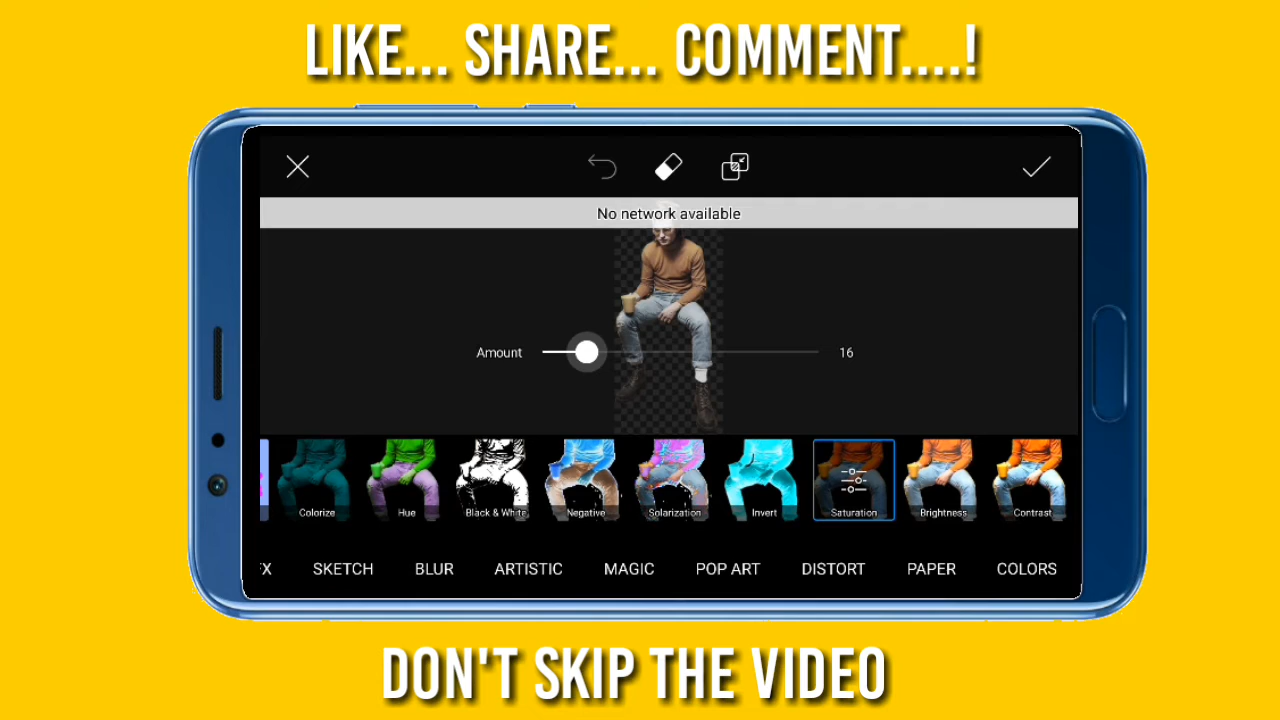 LIKE... SHARE... COMMENT....!
No network available
Amount 16
Colorize Hue Black & White Negative Solarization Invert Saturation Brightness Contrast
FX SKETCH BLUR ARTISTIC MAGIC POP ART DISTORT PAPER COLORS
DON'T SKIP THE VIDEO